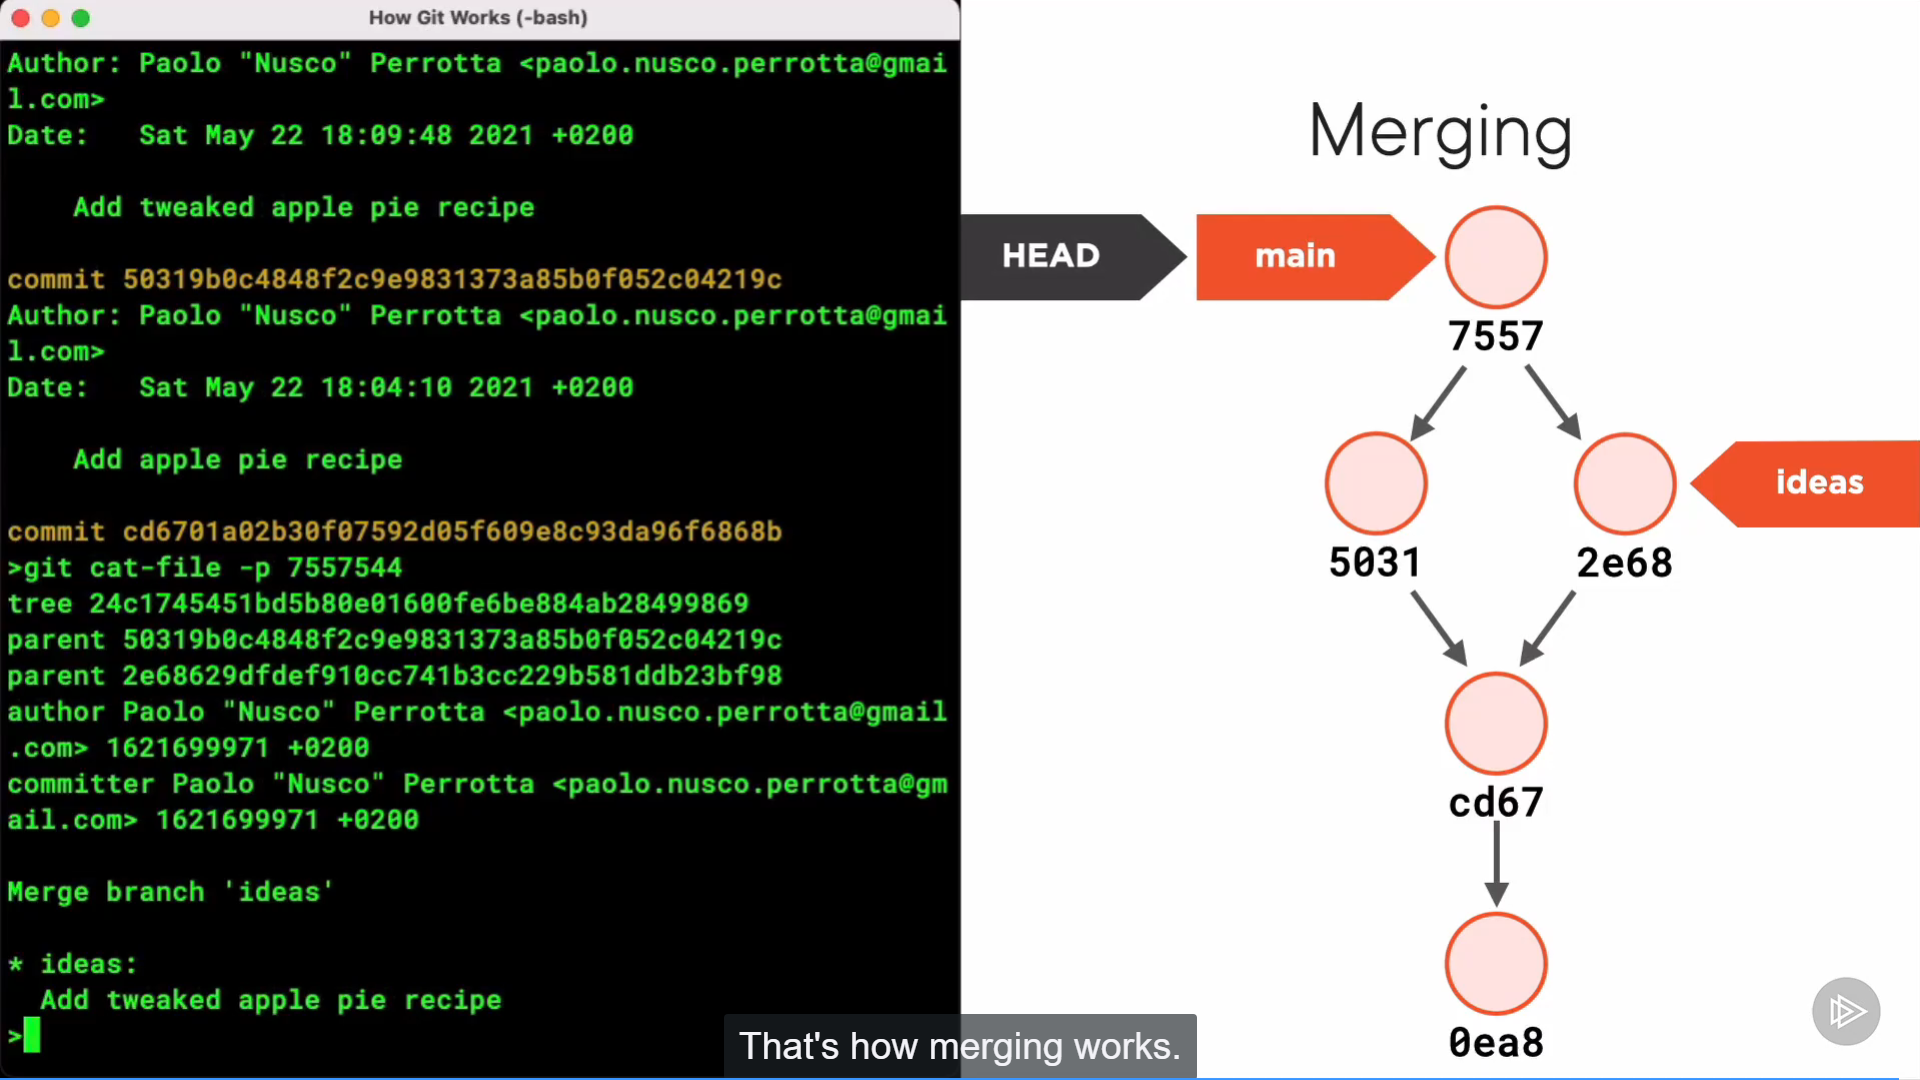 How Git Works (-bash)
Author: Paolo "Nusco" Perrotta <paolo.nusco.perrotta@gmai
l.com>
Date:   Sat May 22 18:09:48 2021 +0200
Add tweaked apple pie recipe
commit 50319b0c4848f2c9e9831373a85b0f052c04219c
Author: Paolo "Nusco" Perrotta <paolo.nusco.perrotta@gmai
l.com>
Date:   Sat May 22 18:04:10 2021 +0200
Add apple pie recipe
commit cd6701a02b30f07592d05f609e8c93da96f6868b
>git cat-file -p 7557544
tree 24c1745451bd5b80e01600fe6be884ab28499869
parent 50319b0c4848f2c9e9831373a85b0f052c04219c
parent 2e68629dfdef910cc741b3cc229b581ddb23bf98
author Paolo "Nusco" Perrotta <paolo.nusco.perrotta@gmail
.com> 1621699971 +0200
committer Paolo "Nusco" Perrotta <paolo.nusco.perrotta@gm
ail.com> 1621699971 +0200
Merge branch 'ideas'
* ideas:
Add tweaked apple pie recipe
>
Merging
HEAD
main
7557
5031
2e68
ideas
cd67
0ea8
That's how merging works.